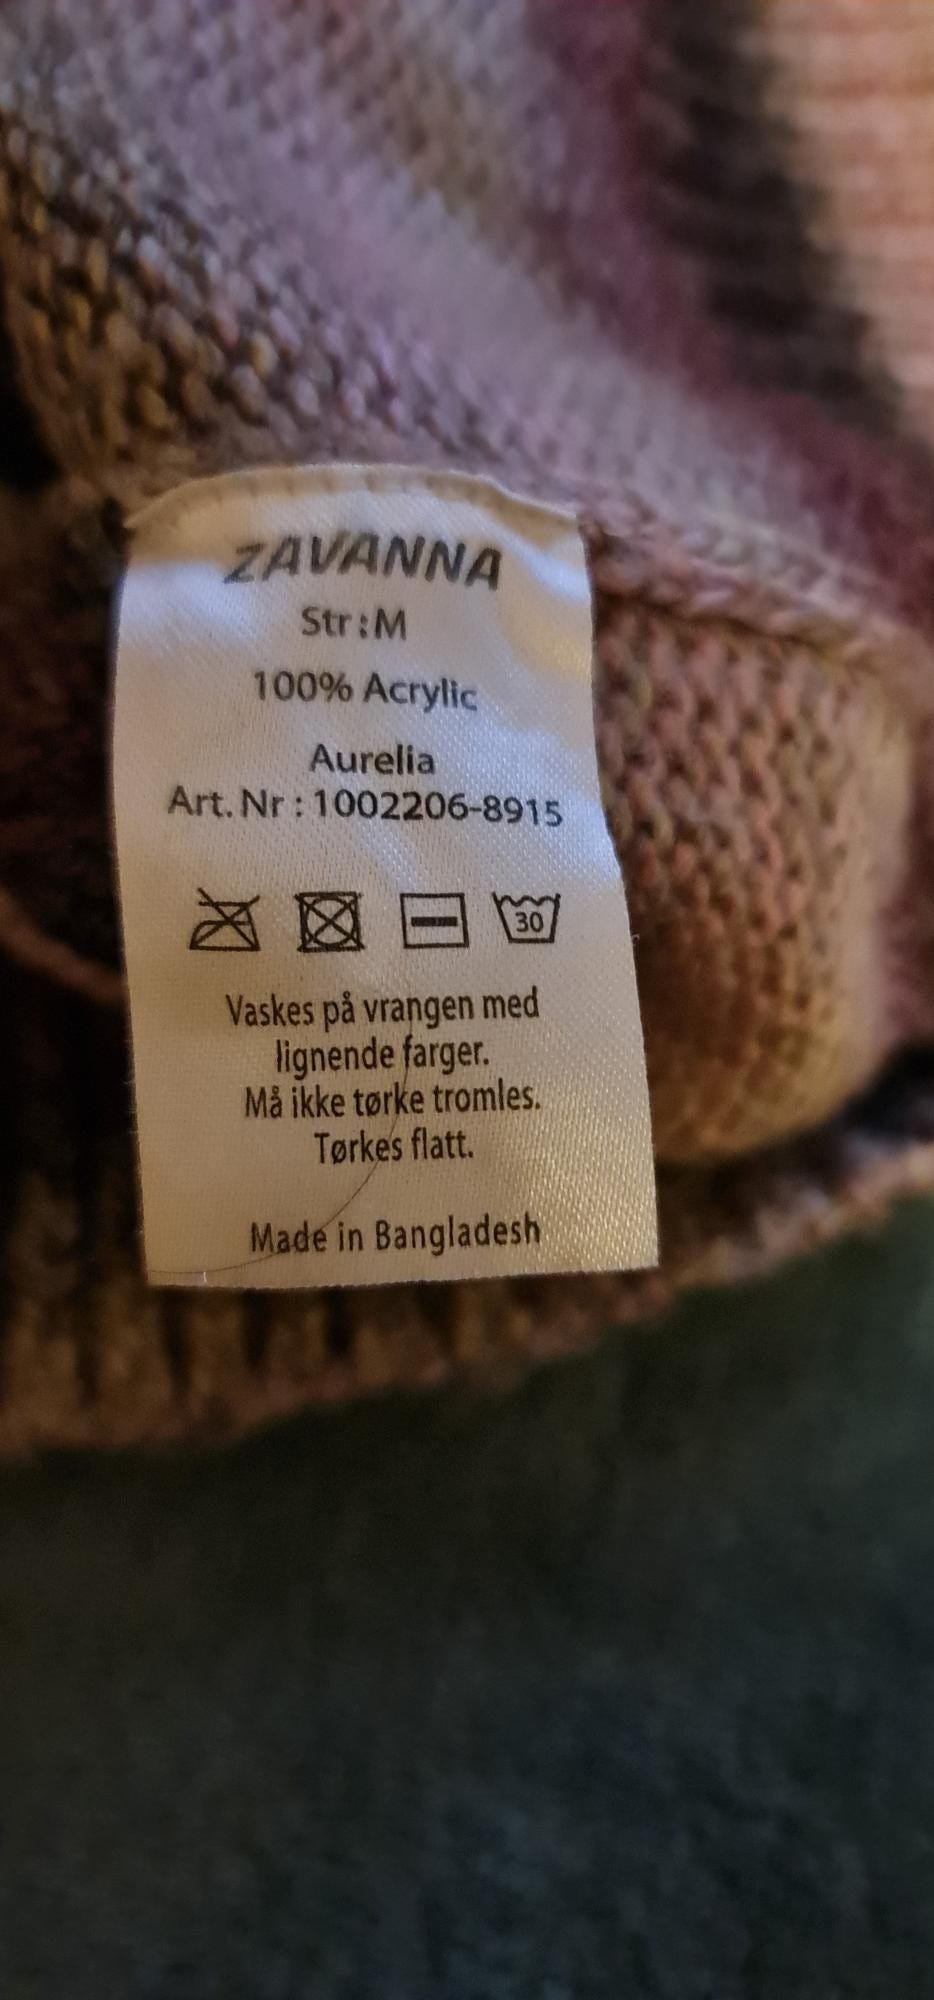 ZAVANNA
Str:M
100% Acrylic
Aurelia
Art. Nr : 1002206-8915
30
Vaskes på vrangen med
lignende farger.
Må ikke tørke tromles.
Tørkes flatt.
Made in Bangladesh